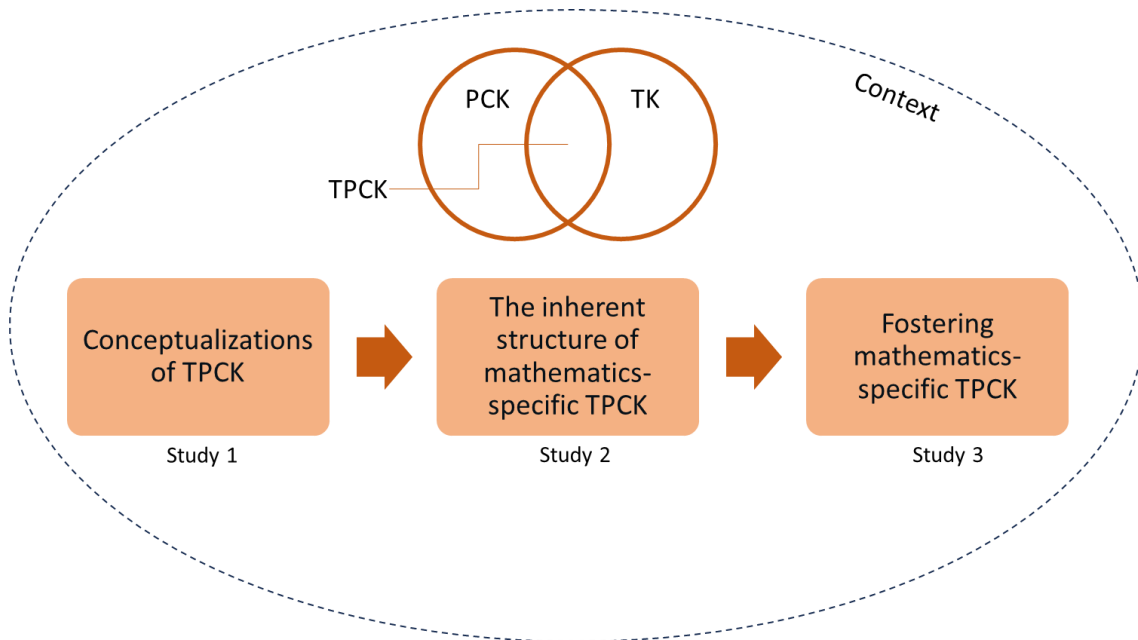 PCK
TK
Context
TPCK
Conceptualizations
of TPCK
The inherent
structure of
mathematics-
specific TPCK
Fostering
mathematics-
specific TPCK
Study 1
Study 2
Study 3